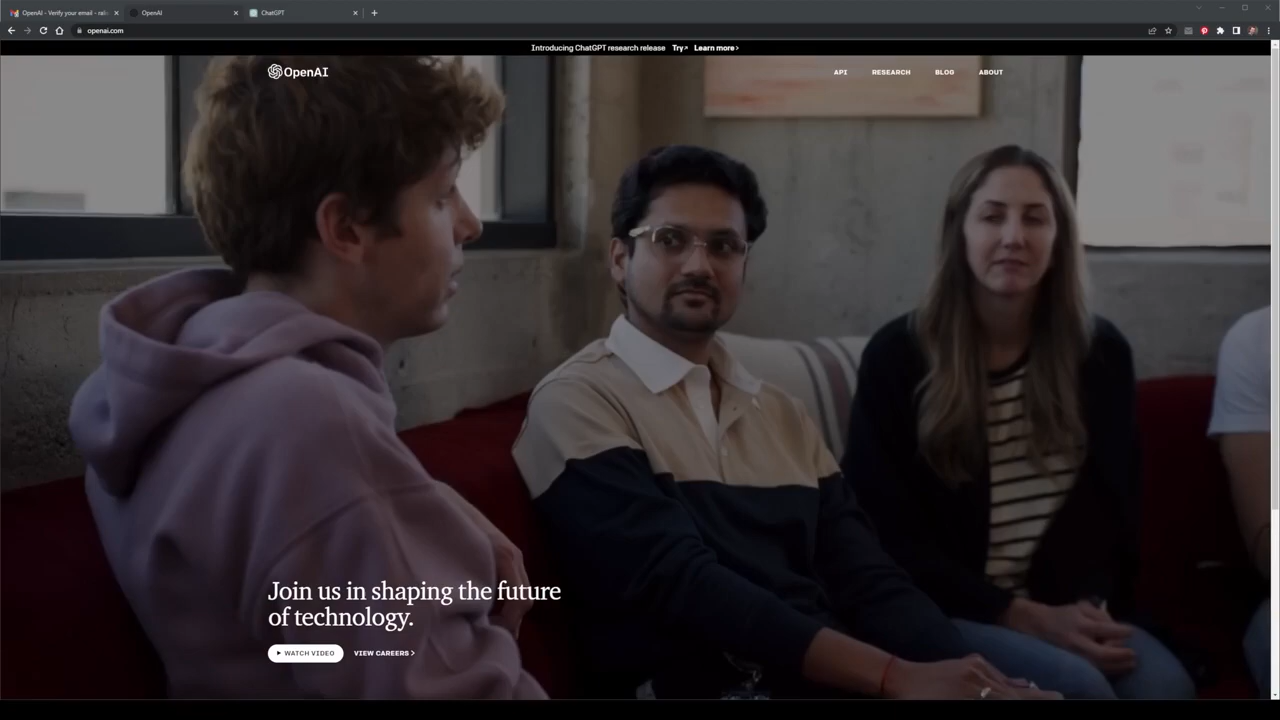 OpenAI - Verify your email - rai
OpenAI
ChatGPT
openai.com
Introducing ChatGPT research release Try↗ Learn more >
OpenAI
API RESEARCH BLOG ABOUT
Join us in shaping the future
of technology.
WATCH VIDEO VIEW CAREERS >